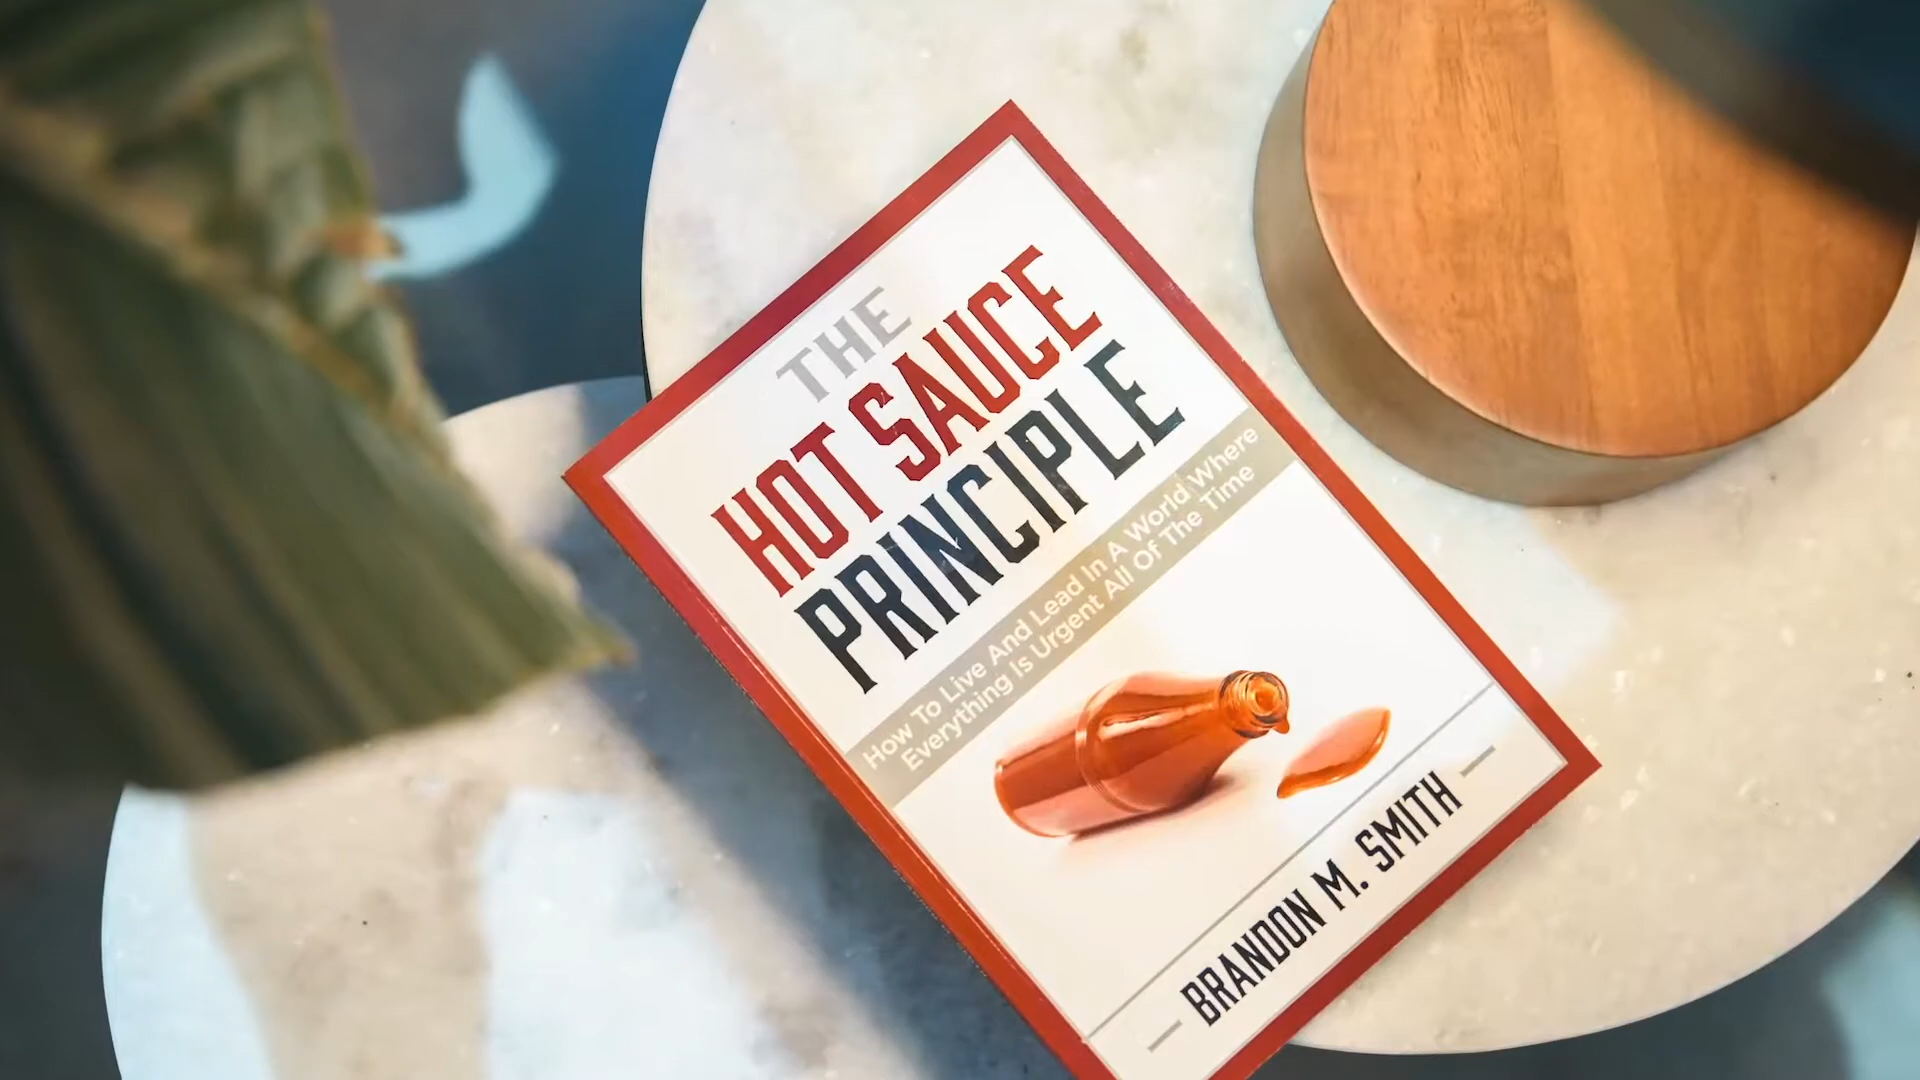 THE
HOT SAUCE
PRINCIPLE
How To Live And Lead In A World Where
Everything Is Urgent All Of The Time
BRANDON M. SMITH